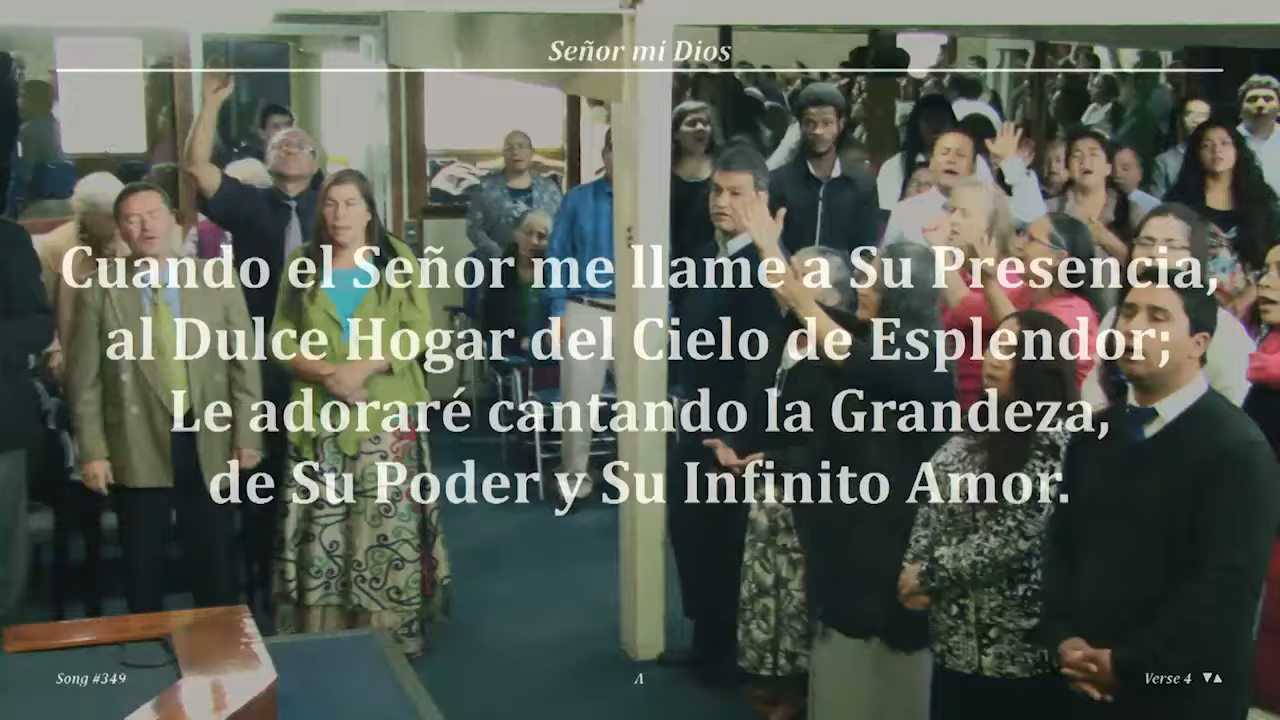 Señor mi Dios
Cuando el Señor me llame a Su Presencia,
al Dulce Hogar del Cielo de Esplendor;
Le adoraré cantando la Grandeza,
de Su Poder y Su Infinito Amor.
Song #349
Verse 4 ▼▲